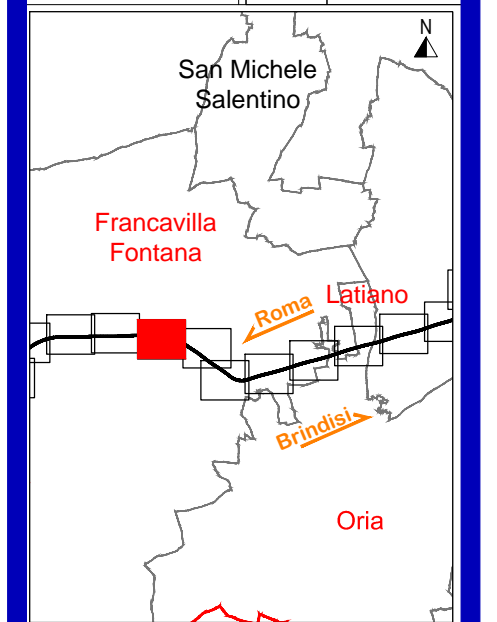 N
San Michele
Salentino
Francavilla
Fontana
Latiano
Roma
Brindisi
Oria